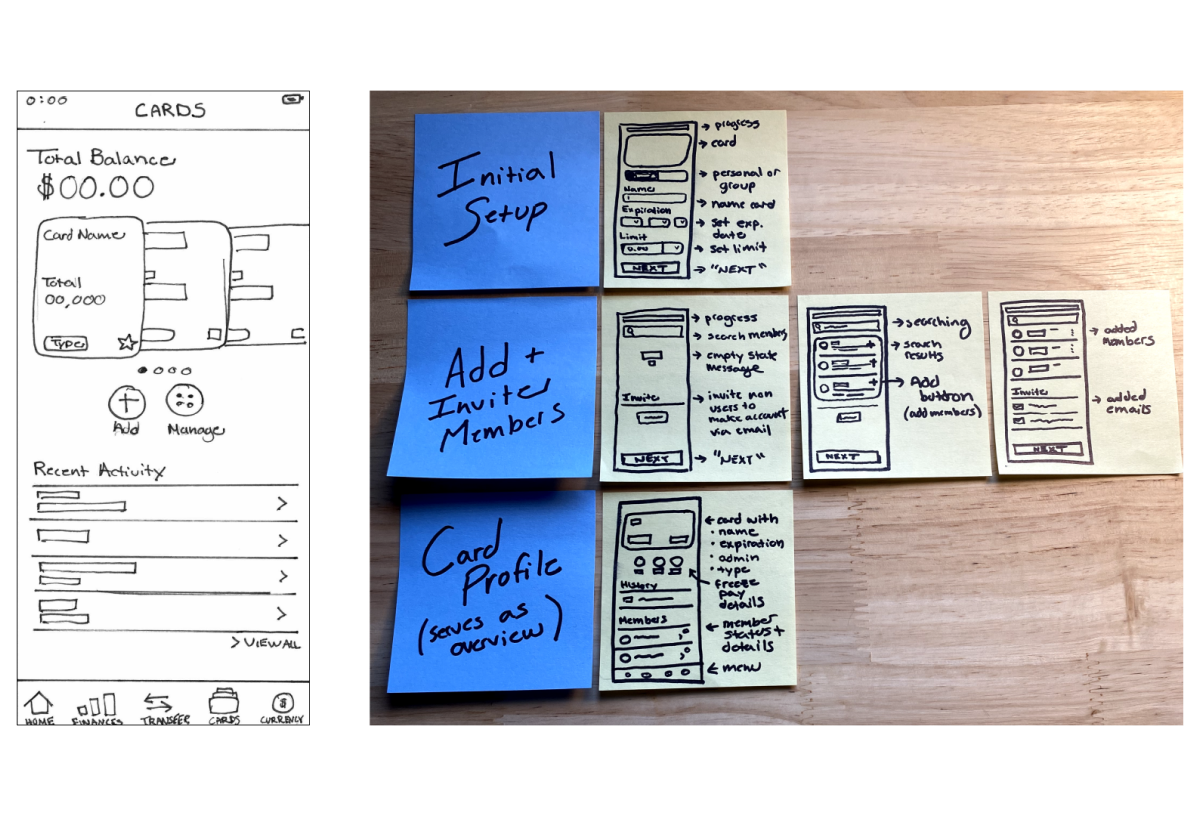 0:00
CARDS
Total Balance
$00.00
Card Name
Total
00,000
Type
Add
Manage
Recent Activity
> VIEW ALL
HOME
FINANCES
TRANSFER
CARDS
$
CURRENCY
Initial
Setup
Name
Expiration
Limit
0.00
NEXT
→ progress
→ card
→ personal or
group
→ name card
→ set exp.
date
→ set limit
→ "NEXT"
Add +
Invite
Members
Invite
NEXT
→ progress
→ search members
→ empty state
message
→ invite non
users to
make account
via email
→ "NEXT"
NEXT
→ searching
→ search
results
→ Add
button
(add members)
Invite
NEXT
→ added
members
→ added
emails
Card
Profile
(serves as
overview)
History
Members
← card with
• name
• expiration
• admin
• type
freeze
pay
details
← member
status +
details
← menu